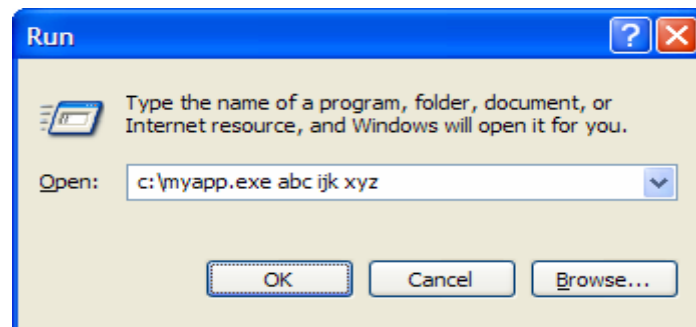 Run
Type the name of a program, folder, document, or
Internet resource, and Windows will open it for you.
Open: c:\myapp.exe abc ijk xyz
OK Cancel Browse...